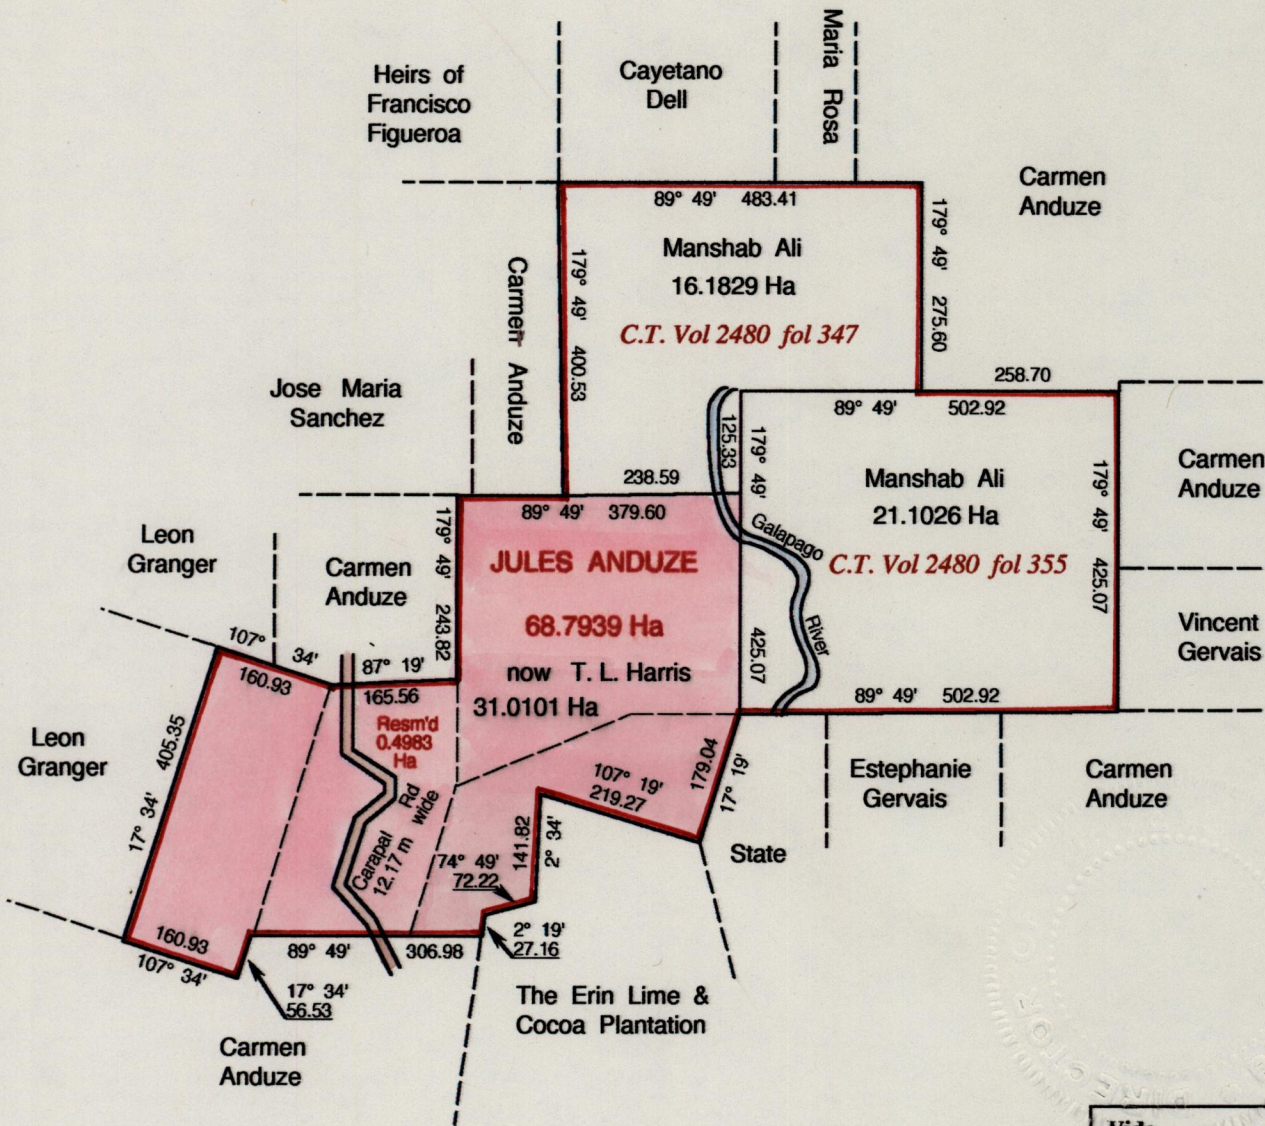 Heirs of
Francisco
Figueroa
Cayetano
Dell
Maria Rosa
Carmen
Anduze
89° 49' 483.41
Manshab Ali
16.1829 Ha
C.T. Vol 2480 fol 347
179° 49' 275.60
179° 49' 400.53
Carmen Anduze
Jose Maria
Sanchez
258.70
89° 49' 502.92
125.33
179° 49'
425.07
Manshab Ali
21.1026 Ha
C.T. Vol 2480 fol 355
179° 49' 425.07
Carmen
Anduze
Vincent
Gervais
238.59
89° 49' 379.60
Galapago
River
JULES ANDUZE
68.7939 Ha
now T. L. Harris
31.0101 Ha
Leon
Granger
Carmen
Anduze
179° 49' 243.82
107° 34'
160.93
87° 19'
165.56
Resm'd
0.4983
Ha
89° 49' 502.92
Leon
Granger
405.35
17° 34'
Carapal Rd
12.17 m wide
107° 19'
219.27
179.04
17° 19'
Estephanie
Gervais
Carmen
Anduze
State
141.82
2° 34'
74° 49'
72.22
2° 19'
27.16
160.93
107° 34'
89° 49' 306.98
17° 34'
56.53
The Erin Lime &
Cocoa Plantation
Carmen
Anduze